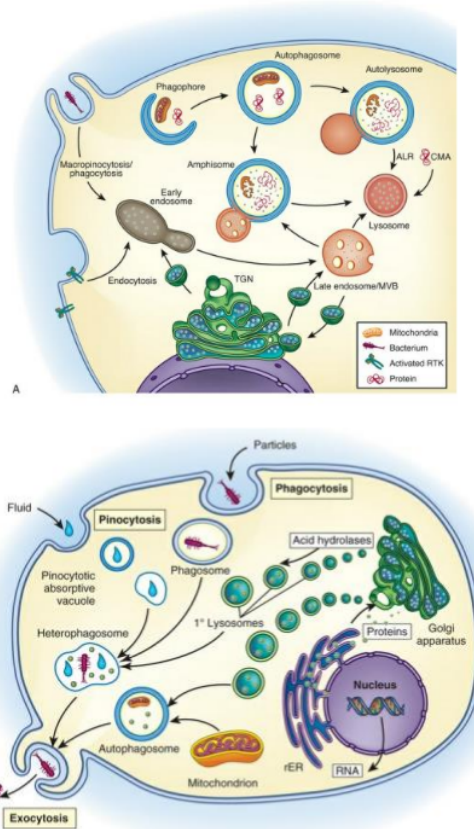 Autophagosome
Phagophore
Autolysosome
Macropinocytosis/
phagocytosis
Amphisome
ALR
CMA
Early
endosome
Lysosome
Endocytosis
TGN
Late endosome/MVB
Mitochondria
Bacterium
Activated RTK
Protein
A
Particles
Fluid
Pinocytosis
Phagocytosis
Acid hydrolases
Pinocytotic
absorptive
vacuole
Phagosome
1° Lysosomes
Heterophagosome
Proteins
Golgi
apparatus
Nucleus
Autophagosome
Mitochondrion
rER
RNA
Exocytosis